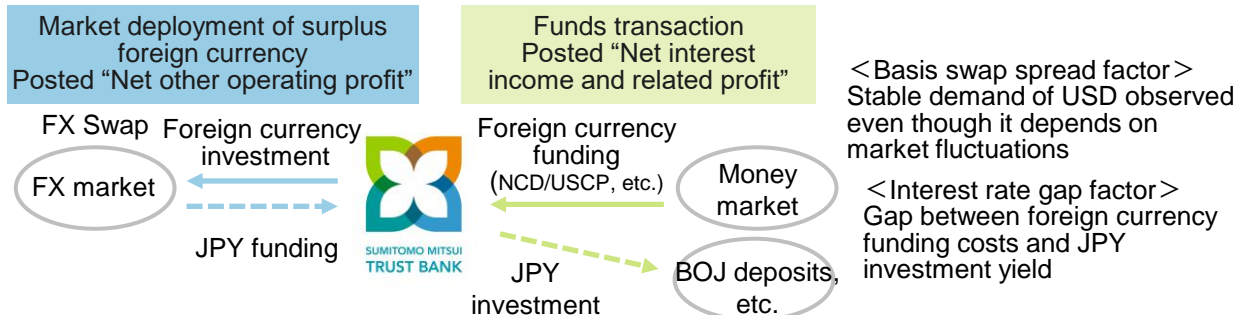 Market deployment of surplus
foreign currency
Posted “Net other operating profit”
Funds transaction
Posted “Net interest
income and related profit”
FX Swap
Foreign currency
investment
FX market
JPY funding
SUMITOMO MITSUI
TRUST BANK
Foreign currency
funding
(NCD/USCP, etc.)
Money
market
JPY
investment
BOJ deposits,
etc.
＜Basis swap spread factor＞
Stable demand of USD observed
even though it depends on
market fluctuations
＜Interest rate gap factor＞
Gap between foreign currency
funding costs and JPY
investment yield